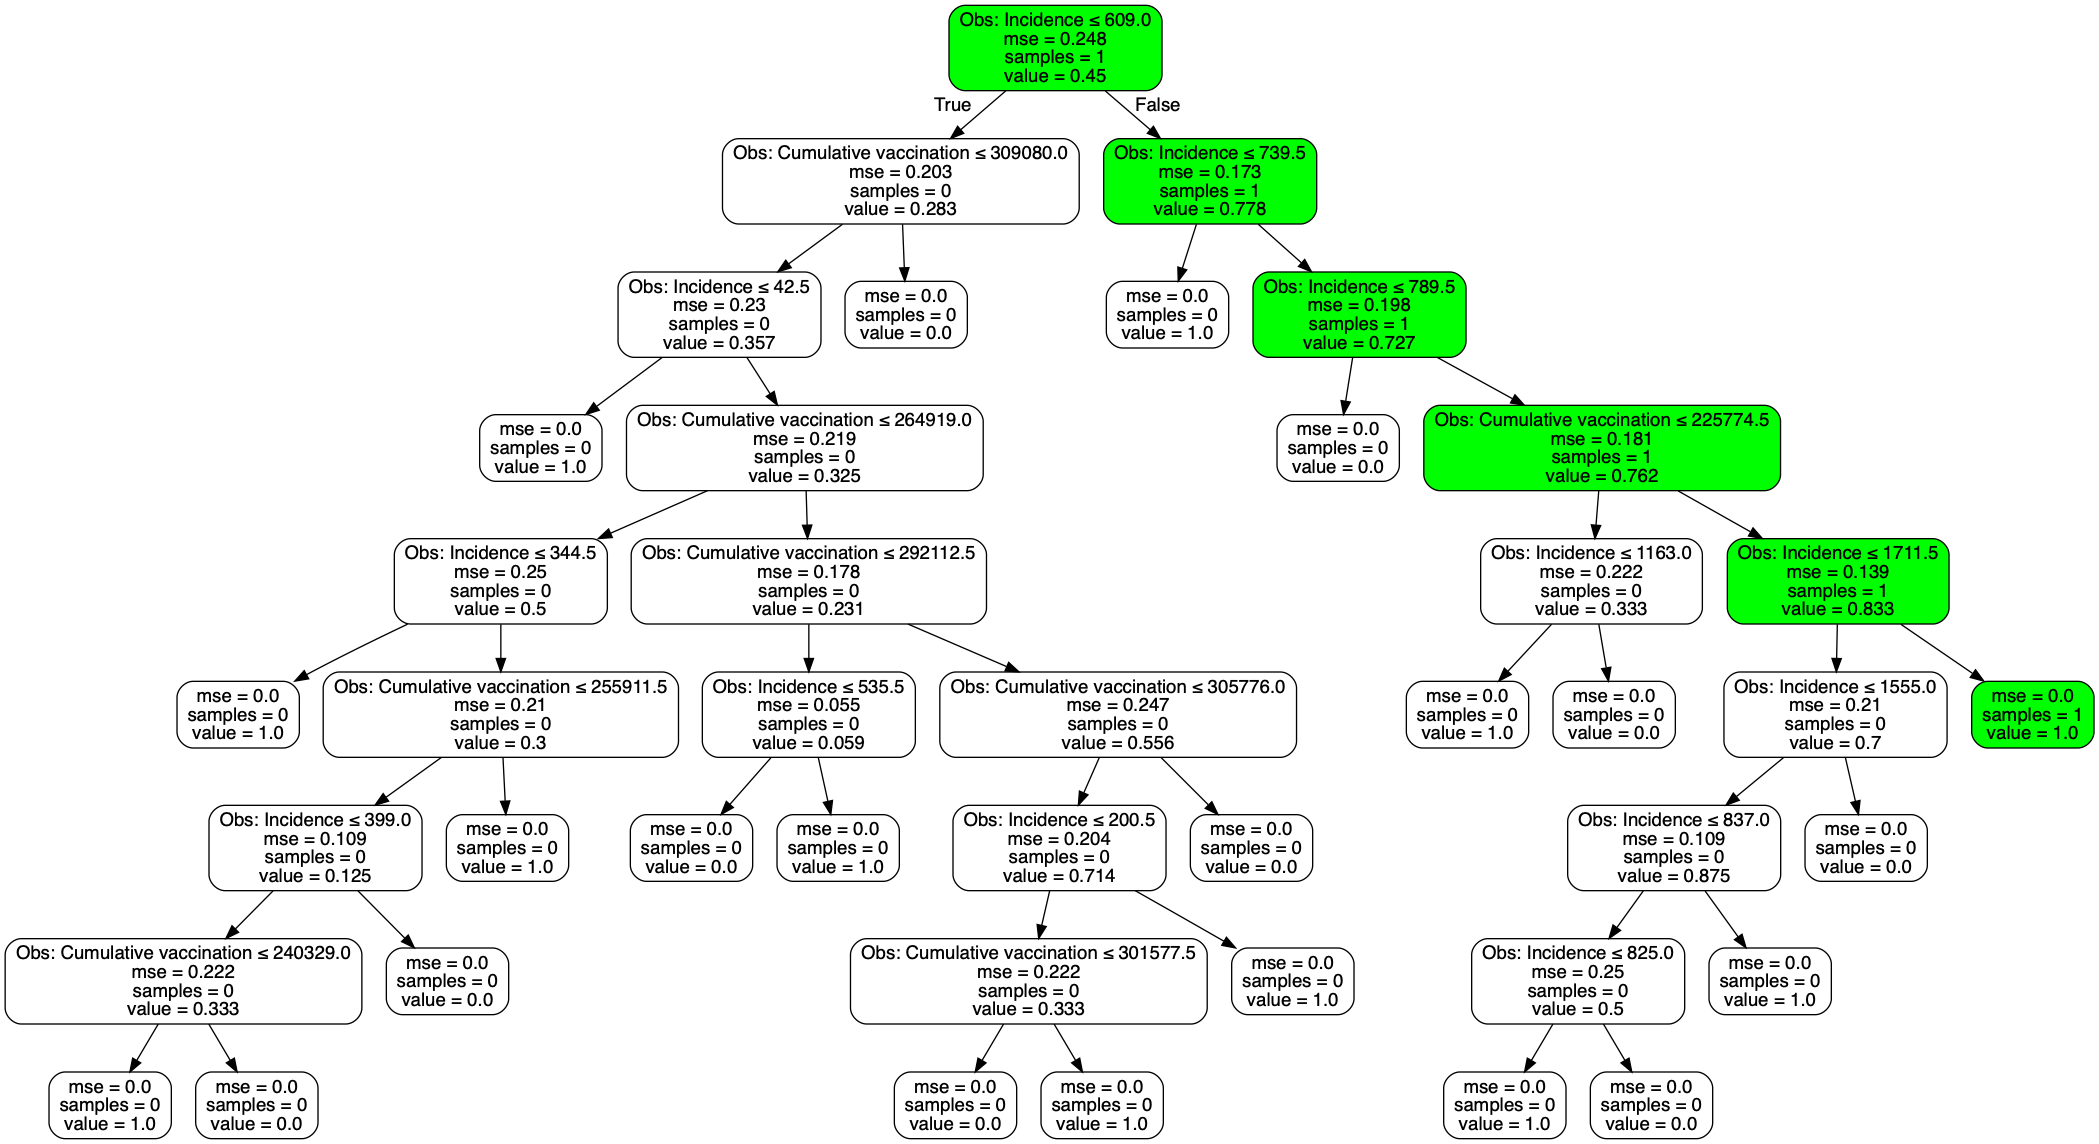 Obs: Incidence ≤ 609.0
mse = 0.248
samples = 1
value = 0.45
True
False
Obs: Cumulative vaccination ≤ 309080.0
mse = 0.203
samples = 0
value = 0.283
Obs: Incidence ≤ 739.5
mse = 0.173
samples = 1
value = 0.778
Obs: Incidence ≤ 42.5
mse = 0.23
samples = 0
value = 0.357
mse = 0.0
samples = 0
value = 0.0
mse = 0.0
samples = 0
value = 1.0
Obs: Incidence ≤ 789.5
mse = 0.198
samples = 1
value = 0.727
mse = 0.0
samples = 0
value = 1.0
Obs: Cumulative vaccination ≤ 264919.0
mse = 0.219
samples = 0
value = 0.325
mse = 0.0
samples = 0
value = 0.0
Obs: Cumulative vaccination ≤ 225774.5
mse = 0.181
samples = 1
value = 0.762
Obs: Incidence ≤ 344.5
mse = 0.25
samples = 0
value = 0.5
Obs: Cumulative vaccination ≤ 292112.5
mse = 0.178
samples = 0
value = 0.231
Obs: Incidence ≤ 1163.0
mse = 0.222
samples = 0
value = 0.333
Obs: Incidence ≤ 1711.5
mse = 0.139
samples = 1
value = 0.833
mse = 0.0
samples = 0
value = 1.0
Obs: Cumulative vaccination ≤ 255911.5
mse = 0.21
samples = 0
value = 0.3
Obs: Incidence ≤ 535.5
mse = 0.055
samples = 0
value = 0.059
Obs: Cumulative vaccination ≤ 305776.0
mse = 0.247
samples = 0
value = 0.556
mse = 0.0
samples = 0
value = 1.0
mse = 0.0
samples = 0
value = 0.0
Obs: Incidence ≤ 1555.0
mse = 0.21
samples = 0
value = 0.7
mse = 0.0
samples = 1
value = 1.0
Obs: Incidence ≤ 399.0
mse = 0.109
samples = 0
value = 0.125
mse = 0.0
samples = 0
value = 1.0
mse = 0.0
samples = 0
value = 0.0
mse = 0.0
samples = 0
value = 1.0
Obs: Incidence ≤ 200.5
mse = 0.204
samples = 0
value = 0.714
mse = 0.0
samples = 0
value = 0.0
Obs: Incidence ≤ 837.0
mse = 0.109
samples = 0
value = 0.875
mse = 0.0
samples = 0
value = 0.0
Obs: Cumulative vaccination ≤ 240329.0
mse = 0.222
samples = 0
value = 0.333
mse = 0.0
samples = 0
value = 0.0
Obs: Cumulative vaccination ≤ 301577.5
mse = 0.222
samples = 0
value = 0.333
mse = 0.0
samples = 0
value = 1.0
Obs: Incidence ≤ 825.0
mse = 0.25
samples = 0
value = 0.5
mse = 0.0
samples = 0
value = 1.0
mse = 0.0
samples = 0
value = 1.0
mse = 0.0
samples = 0
value = 0.0
mse = 0.0
samples = 0
value = 0.0
mse = 0.0
samples = 0
value = 1.0
mse = 0.0
samples = 0
value = 1.0
mse = 0.0
samples = 0
value = 0.0